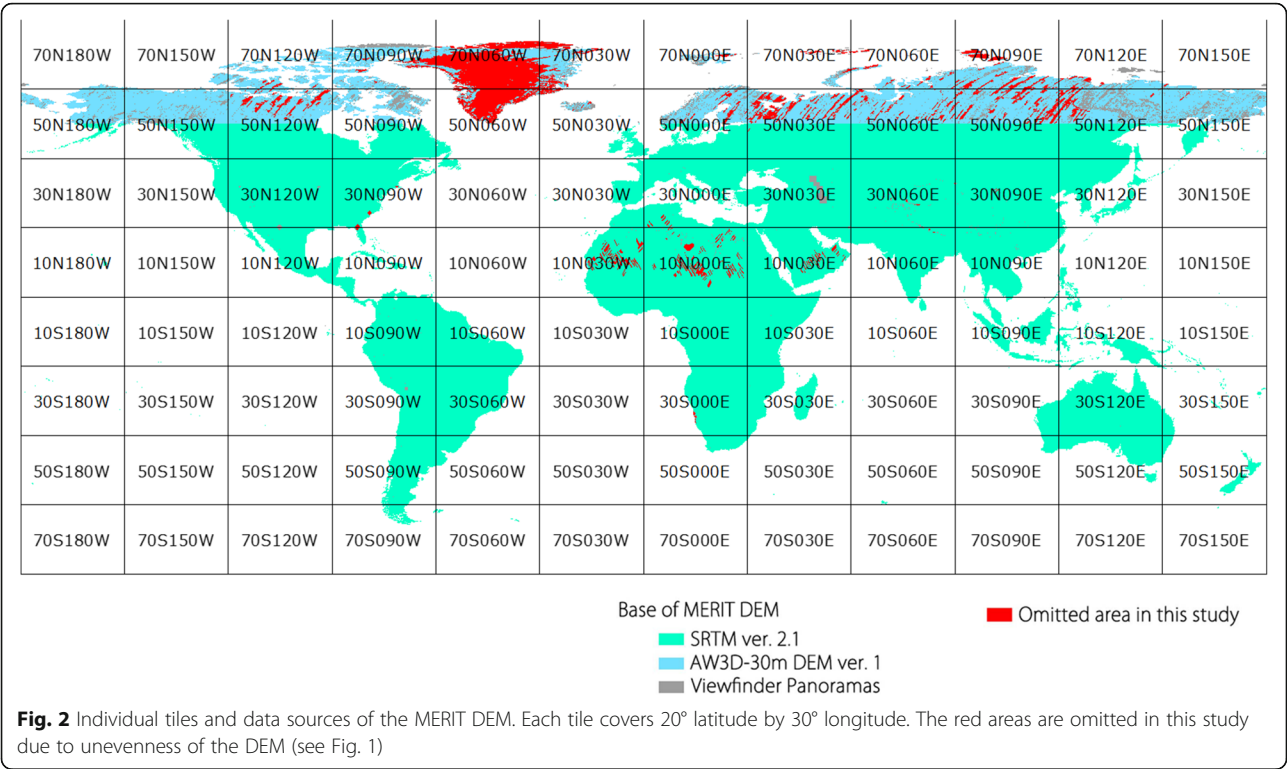 70N180W 70N150W 70N120W 70N090W 70N060W 70N030W 70N000E 70N030E 70N060E 70N090E 70N120E 70N150E
50N180W 50N150W 50N120W 50N090W 50N060W 50N030W 50N000E 50N030E 50N060E 50N090E 50N120E 50N150E
30N180W 30N150W 30N120W 30N090W 30N060W 30N030W 30N000E 30N030E 30N060E 30N090E 30N120E 30N150E
10N180W 10N150W 10N120W 10N090W 10N060W 10N030W 10N000E 10N030E 10N060E 10N090E 10N120E 10N150E
10S180W 10S150W 10S120W 10S090W 10S060W 10S030W 10S000E 10S030E 10S060E 10S090E 10S120E 10S150E
30S180W 30S150W 30S120W 30S090W 30S060W 30S030W 30S000E 30S030E 30S060E 30S090E 30S120E 30S150E
50S180W 50S150W 50S120W 50S090W 50S060W 50S030W 50S000E 50S030E 50S060E 50S090E 50S120E 50S150E
70S180W 70S150W 70S120W 70S090W 70S060W 70S030W 70S000E 70S030E 70S060E 70S090E 70S120E 70S150E
Base of MERIT DEM
SRTM ver. 2.1
AW3D-30m DEM ver. 1
Viewfinder Panoramas
Omitted area in this study
Fig. 2 Individual tiles and data sources of the MERIT DEM. Each tile covers 20° latitude by 30° longitude. The red areas are omitted in this study
due to unevenness of the DEM (see Fig. 1)